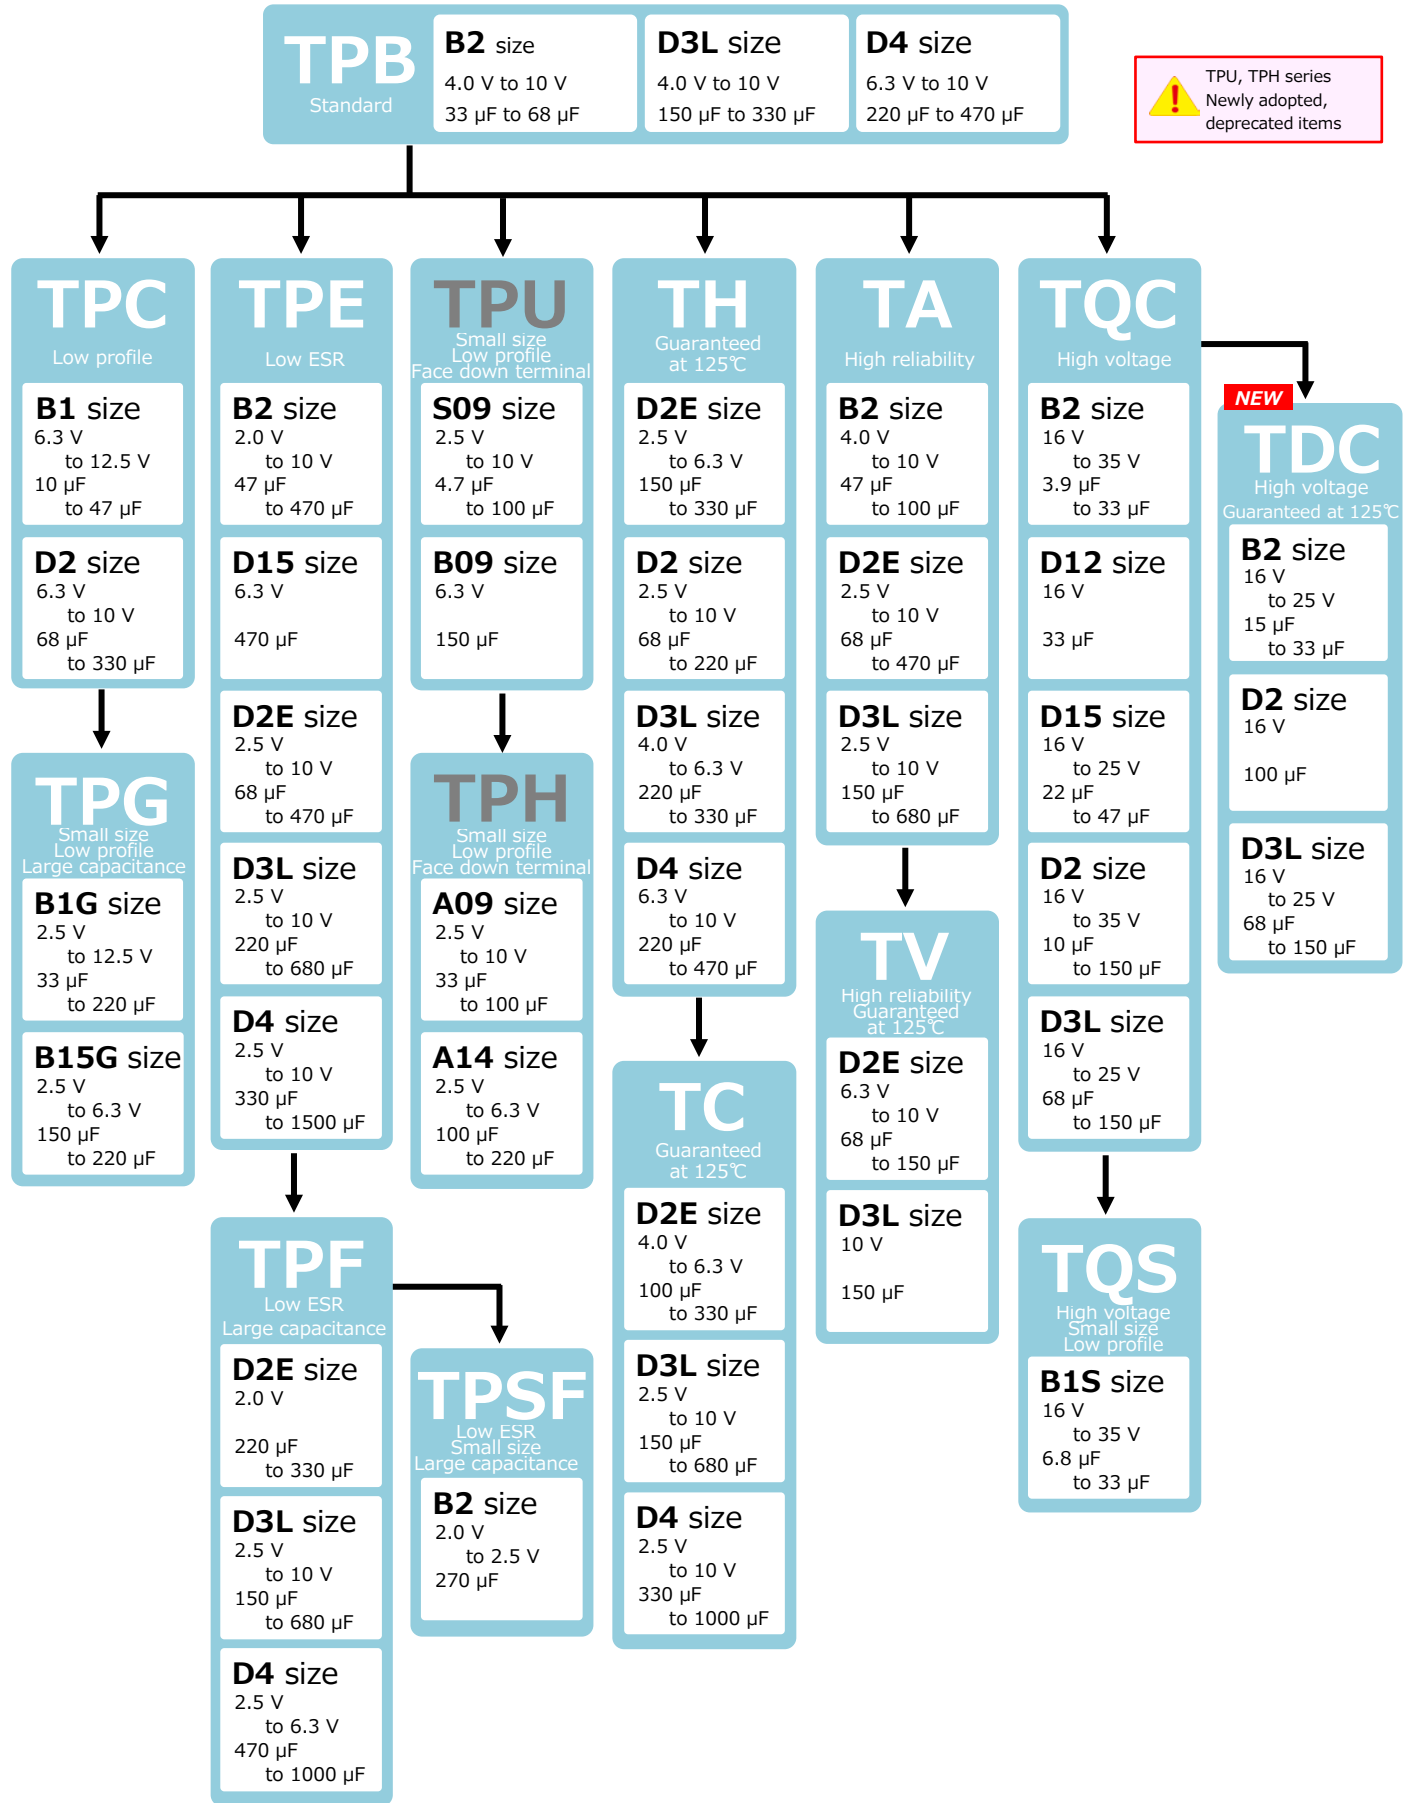 TPB
Standard
B2 size
4.0 V to 10 V
33 µF to 68 µF
D3L size
4.0 V to 10 V
150 µF to 330 µF
D4 size
6.3 V to 10 V
220 µF to 470 µF
TPU, TPH series
Newly adopted,
deprecated items
TPC
Low profile
B1 size
6.3 V
to 12.5 V
10 µF
to 47 µF
D2 size
6.3 V
to 10 V
68 µF
to 330 µF
TPG
Small size
Low profile
Large capacitance
B1G size
2.5 V
to 12.5 V
33 µF
to 220 µF
B15G size
2.5 V
to 6.3 V
150 µF
to 220 µF
TPE
Low ESR
B2 size
2.0 V
to 10 V
47 µF
to 470 µF
D15 size
6.3 V
470 µF
D2E size
2.5 V
to 10 V
68 µF
to 470 µF
D3L size
2.5 V
to 10 V
220 µF
to 680 µF
D4 size
2.5 V
to 10 V
330 µF
to 1500 µF
TPF
Low ESR
Large capacitance
D2E size
2.0 V
220 µF
to 330 µF
D3L size
2.5 V
to 10 V
150 µF
to 680 µF
D4 size
2.5 V
to 6.3 V
470 µF
to 1000 µF
TPU
Small size
Low profile
Face down terminal
S09 size
2.5 V
to 10 V
4.7 µF
to 100 µF
B09 size
6.3 V
150 µF
TPH
Small size
Low profile
Face down terminal
A09 size
2.5 V
to 10 V
33 µF
to 100 µF
A14 size
2.5 V
to 6.3 V
100 µF
to 220 µF
TPSF
Low ESR
Small size
Large capacitance
B2 size
2.0 V
to 2.5 V
270 µF
TH
Guaranteed
at 125℃
D2E size
2.5 V
to 6.3 V
150 µF
to 330 µF
D2 size
2.5 V
to 10 V
68 µF
to 220 µF
D3L size
4.0 V
to 6.3 V
220 µF
to 330 µF
D4 size
6.3 V
to 10 V
220 µF
to 470 µF
TC
Guaranteed
at 125℃
D2E size
4.0 V
to 6.3 V
100 µF
to 330 µF
D3L size
2.5 V
to 10 V
150 µF
to 680 µF
D4 size
2.5 V
to 10 V
330 µF
to 1000 µF
TA
High reliability
B2 size
4.0 V
to 10 V
47 µF
to 100 µF
D2E size
2.5 V
to 10 V
68 µF
to 470 µF
D3L size
2.5 V
to 10 V
150 µF
to 680 µF
TV
High reliability
Guaranteed
at 125℃
D2E size
6.3 V
to 10 V
68 µF
to 150 µF
D3L size
10 V
150 µF
TQC
High voltage
B2 size
16 V
to 35 V
3.9 µF
to 33 µF
D12 size
16 V
33 µF
D15 size
16 V
to 25 V
22 µF
to 47 µF
D2 size
16 V
to 35 V
10 µF
to 150 µF
D3L size
16 V
to 25 V
68 µF
to 150 µF
TQS
High voltage
Small size
Low profile
B1S size
16 V
to 35 V
6.8 µF
to 33 µF
NEW
TDC
High voltage
Guaranteed at 125℃
B2 size
16 V
to 25 V
15 µF
to 33 µF
D2 size
16 V
100 µF
D3L size
16 V
to 25 V
68 µF
to 150 µF